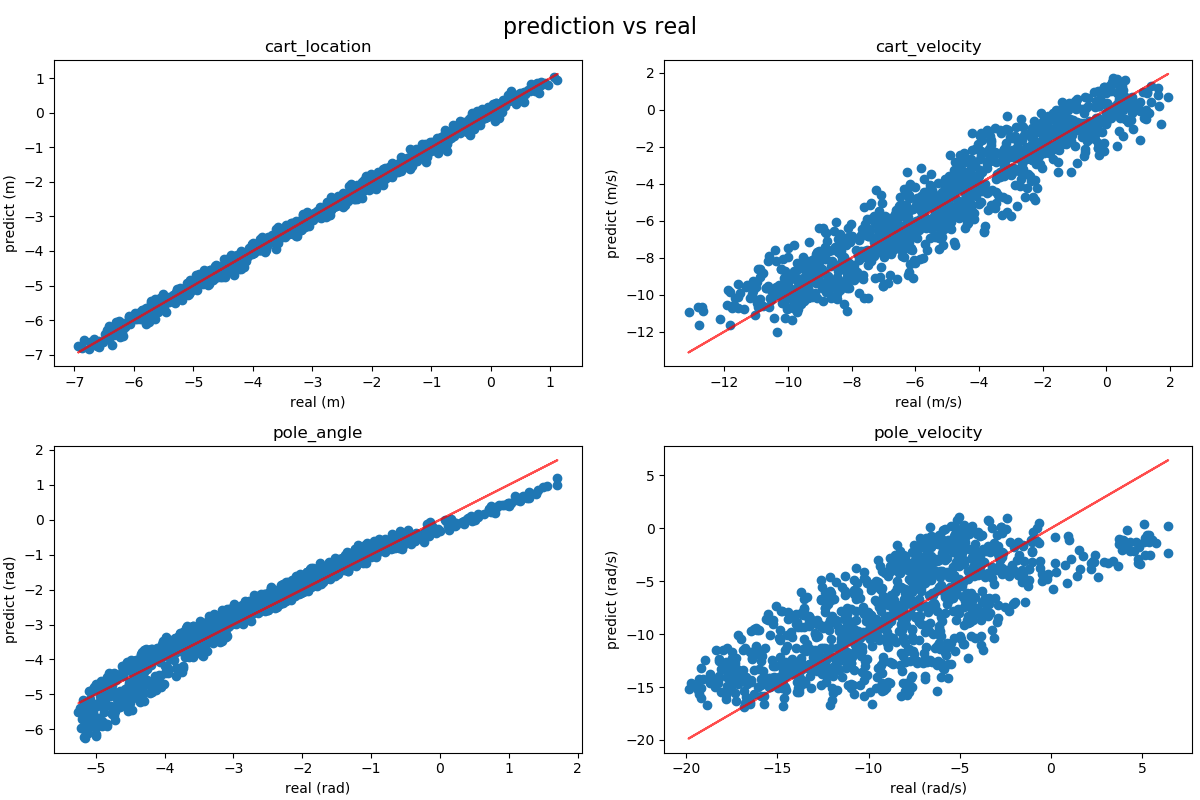 prediction vs real
cart_location
1
0
−1
−2
−3
−4
−5
−6
−7
predict (m)
−7 −6 −5 −4 −3 −2 −1 0 1
real (m)
cart_velocity
2
0
−2
−4
−6
−8
−10
−12
predict (m/s)
−12 −10 −8 −6 −4 −2 0 2
real (m/s)
pole_angle
2
1
0
−1
−2
−3
−4
−5
−6
predict (rad)
−5 −4 −3 −2 −1 0 1 2
real (rad)
pole_velocity
5
0
−5
−10
−15
−20
predict (rad/s)
−20 −15 −10 −5 0 5
real (rad/s)